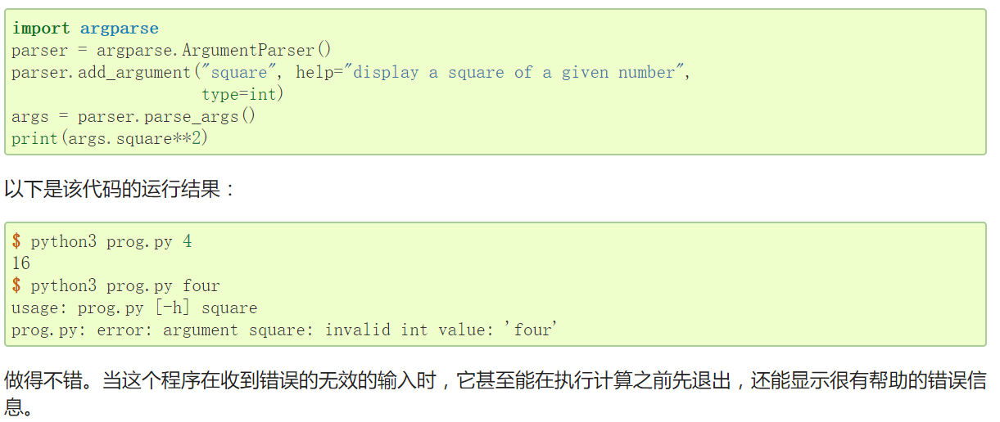 import argparse
parser = argparse.ArgumentParser()
parser.add_argument("square", help="display a square of a given number",
                    type=int)
args = parser.parse_args()
print(args.square**2)
以下是该代码的运行结果：
$ python3 prog.py 4
16
$ python3 prog.py four
usage: prog.py [-h] square
prog.py: error: argument square: invalid int value: 'four'
做得不错。当这个程序在收到错误的无效的输入时，它甚至能在执行计算之前先退出，还能显示很有帮助的错误信
息。